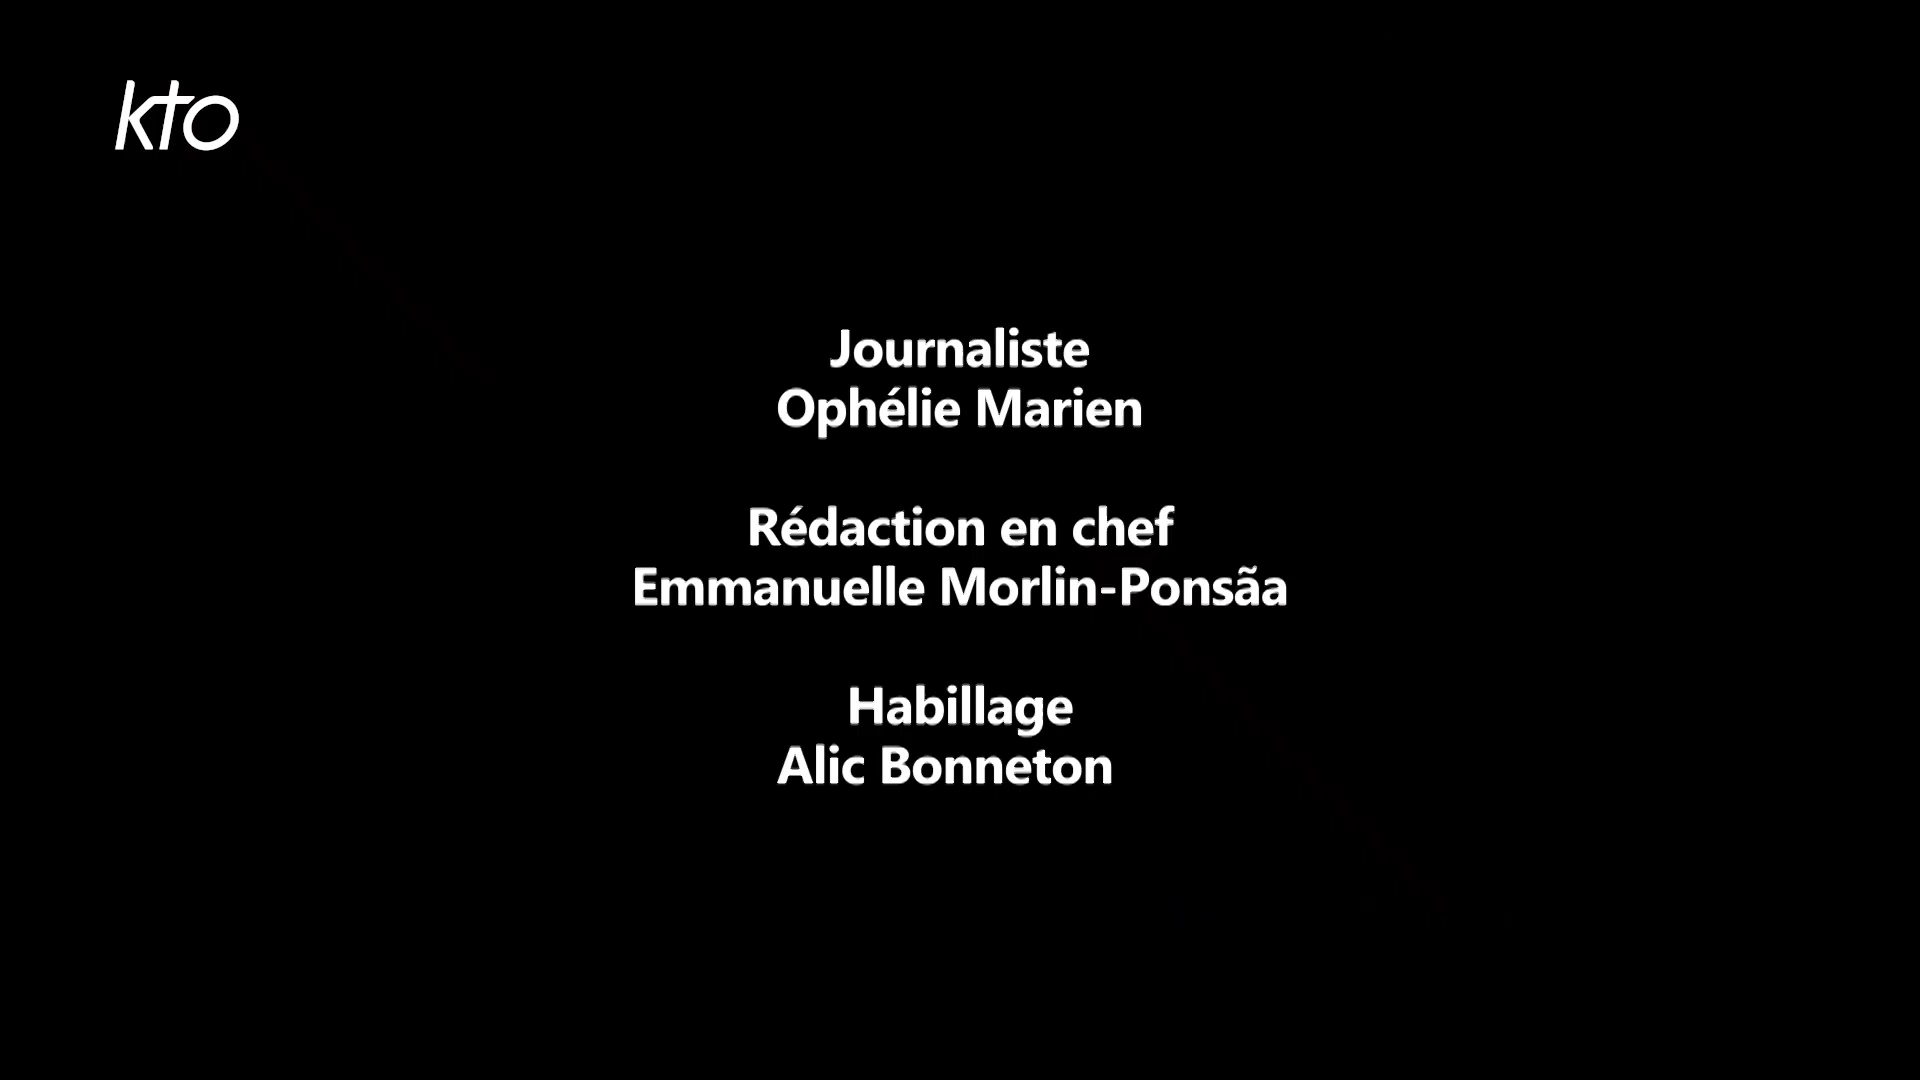 kto
Journaliste
Ophélie Marien
Rédaction en chef
Emmanuelle Morlin-Ponsãa
Habillage
Alic Bonneton